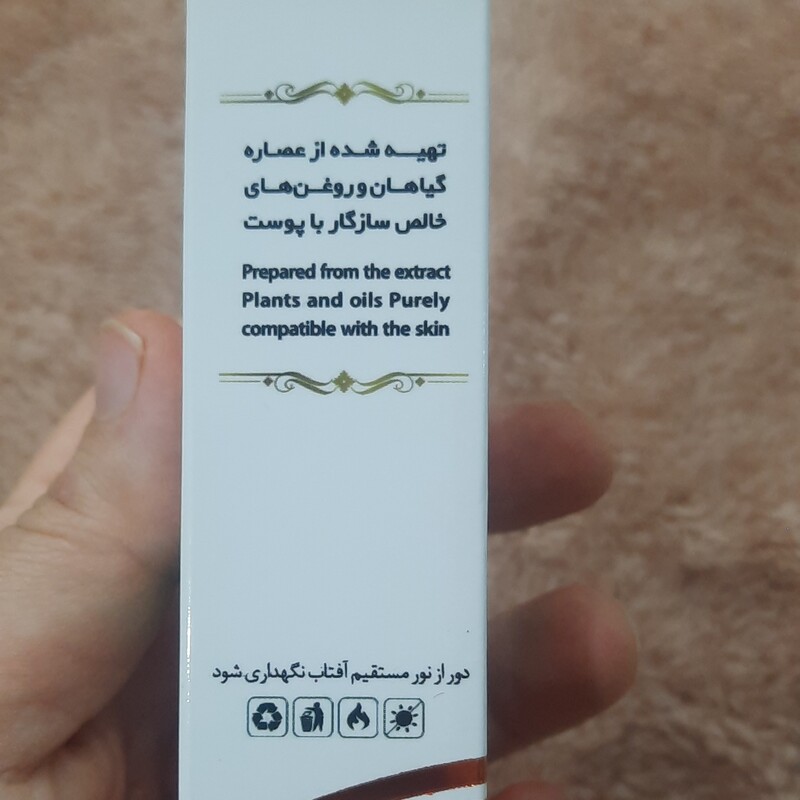 تهیه شده از عصاره
گیاهان و روغن‌های
خالص سازگار با پوست
Prepared from the extract
Plants and oils Purely
compatible with the skin
دور از نور مستقیم آفتاب نگهداری شود